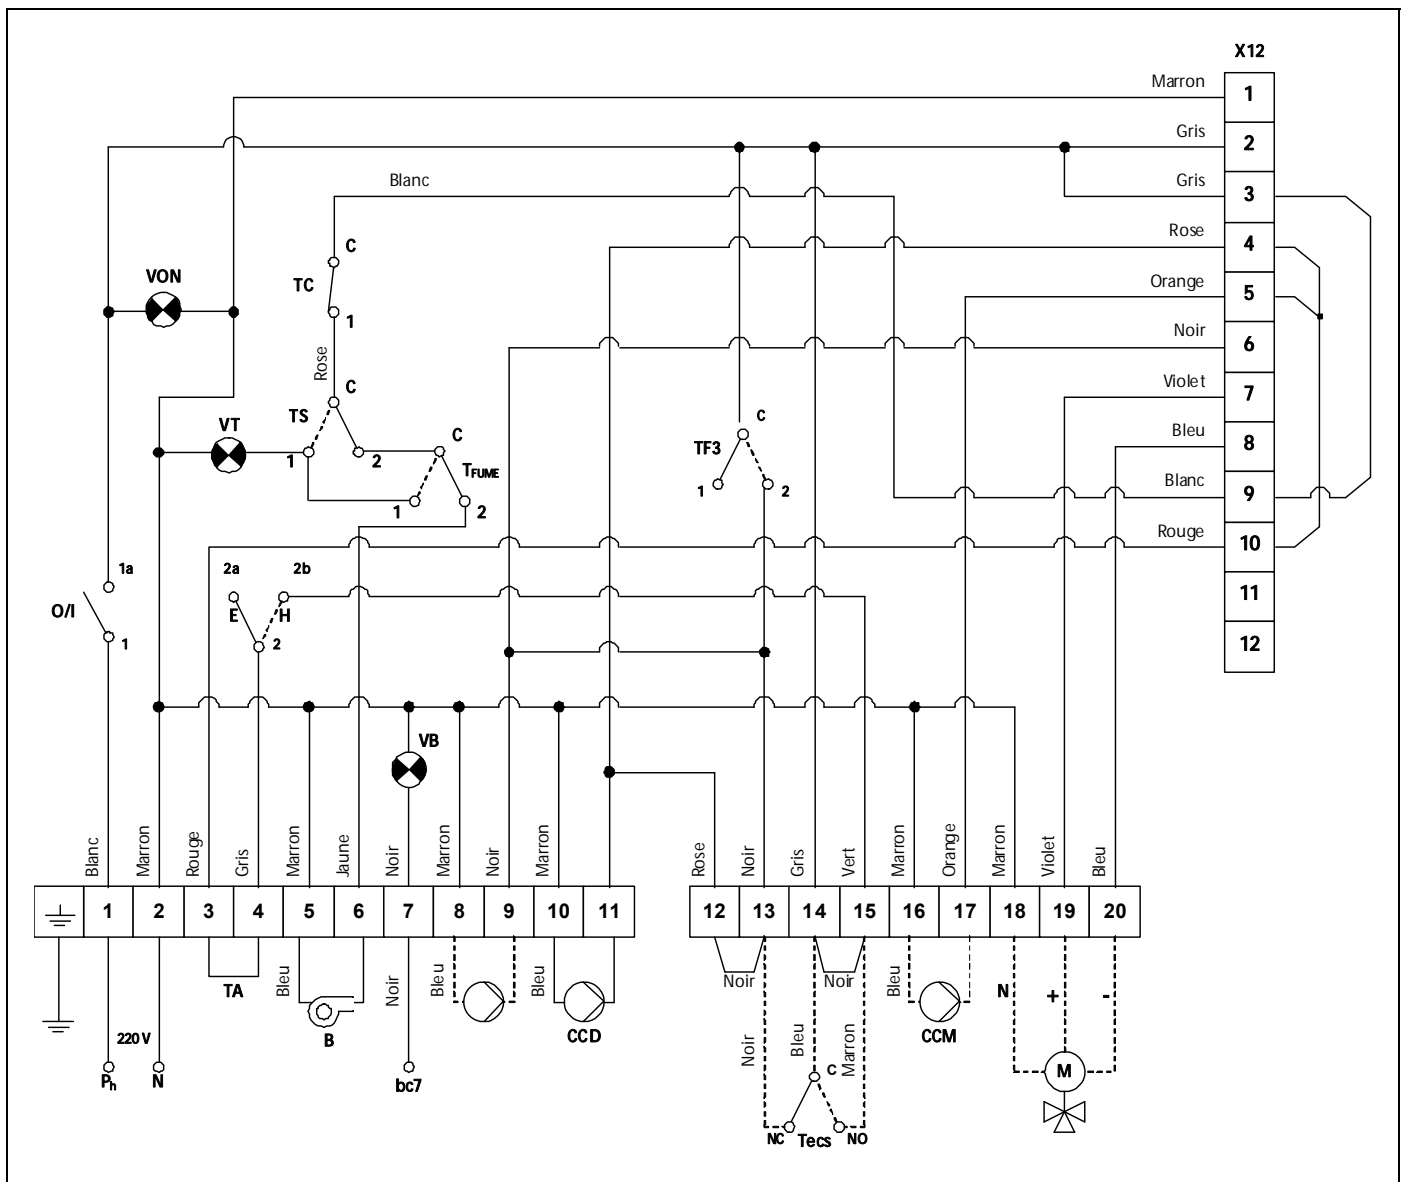 X12
Marron
1
Gris
2
Blanc
Gris
3
C
Rose
4
VON
TC
Orange
5
1
Noir
6
Rose
C
Violet
7
TS
VT
C
C
Bleu
8
1
2
TFUME
TF3
1
2
1
2
Blanc
9
Rouge
10
1a
2a
2b
O/I
E
H
11
1
2
12
VB
Blanc
Marron
Rouge
Gris
Marron
Jaune
Noir
Marron
Noir
Marron
Rose
Noir
Gris
Vert
Marron
Orange
Marron
Violet
Bleu
1
2
3
4
5
6
7
8
9
10
11
12
13
14
15
16
17
18
19
20
TA
Bleu
Noir
Bleu
Bleu
Noir
Noir
Bleu
N
+
-
220 V
B
CCD
Noir
Bleu
Marron
CCM
Ph
N
bc7
C
M
NC
Tecs
NO